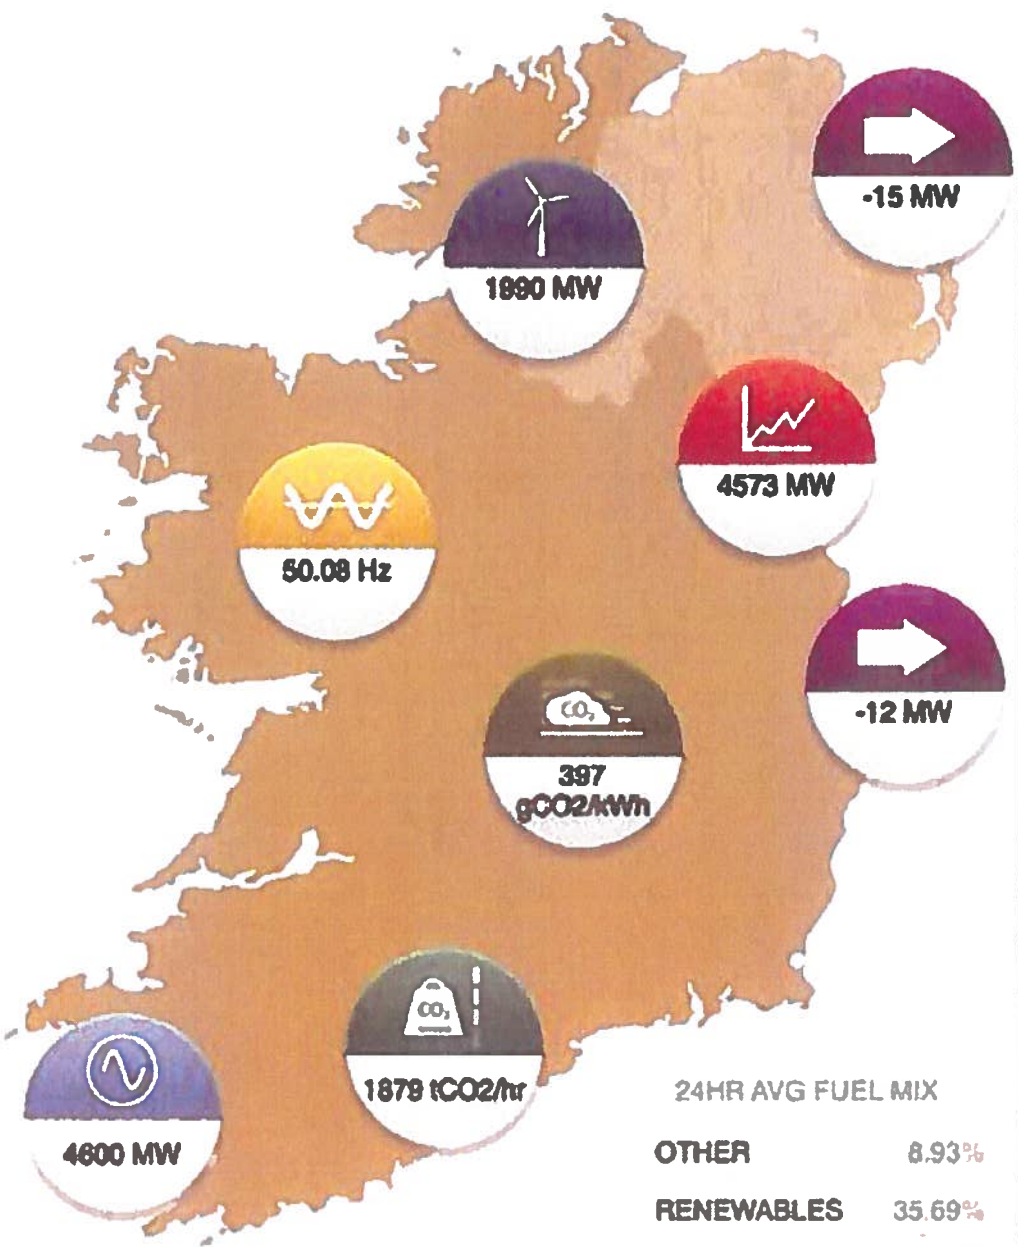 -15 MW
1990 MW
4573 MW
50.08 Hz
-12 MW
CO₂
397
gCO2/kWh
CO₂
1879 tCO2/hr
4600 MW
24HR AVG FUEL MIX
OTHER 8.93%
RENEWABLES 35.69%